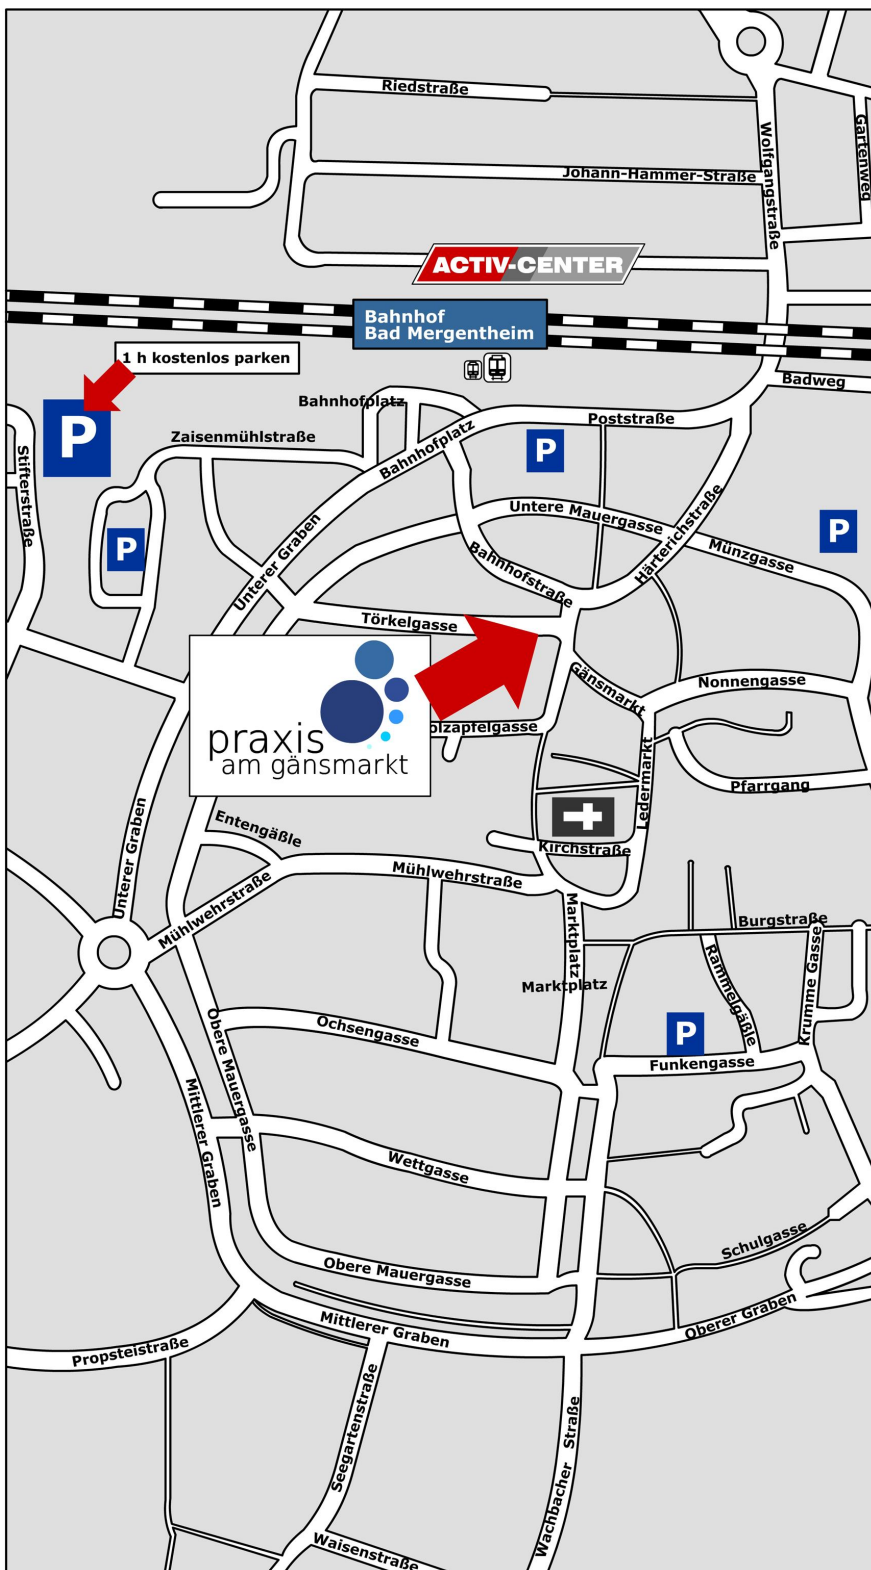 Riedstraße
Wolfgangstraße
Gartenweg
Johann-Hammer-Straße
ACTIV-CENTER
Bahnhof
Bad Mergentheim
1 h kostenlos parken
P
Badweg
Bahnhofplatz
Poststraße
Zaisenmühlstraße
Bahnhofplatz
P
Stifterstraße
P
Unterer Graben
Untere Mauergasse
Härterichstraße
Münzgasse
P
Bahnhofstraße
Törkelgasse
Gänsmarkt
Nonnengasse
praxis
am gänsmarkt
olzapfelgasse
Ledermarkt
Pfarrgang
Entengäßle
Kirchstraße
Unterer Graben
Mühlwehrstraße
Mühlwehrstraße
Marktplatz
Burgstraße
Marktplatz
Rammelgäßle
Krumme Gasse
Ochsengasse
P
Obere Mauergasse
Funkengasse
Mittlerer Graben
Wettgasse
Schulgasse
Obere Mauergasse
Mittlerer Graben
Oberer Graben
Propsteistraße
Seegartenstraße
Wachbacher Straße
Waisenstraße